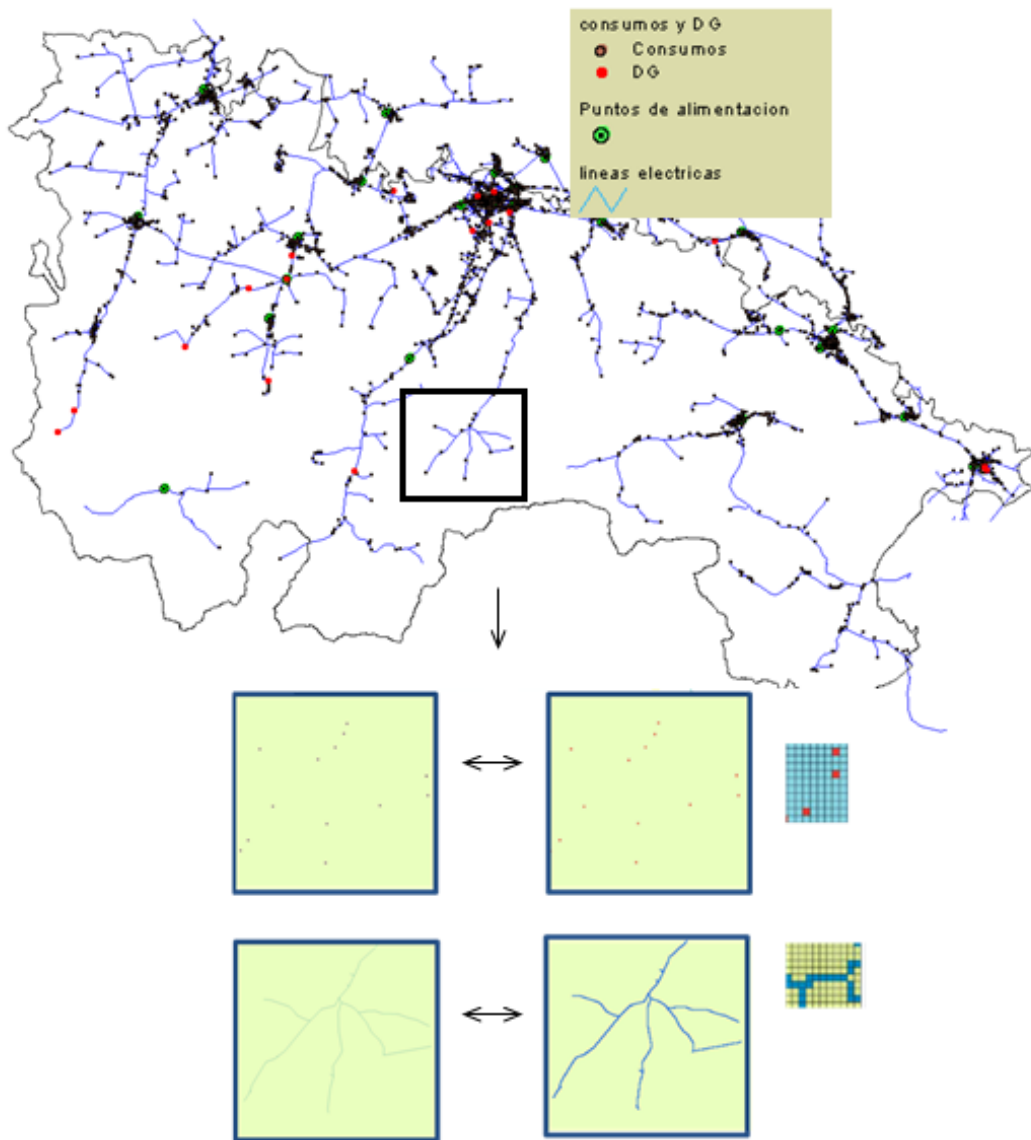 consumos y DG
Consumos
DG
Puntos de alimentacion
lineas electricas